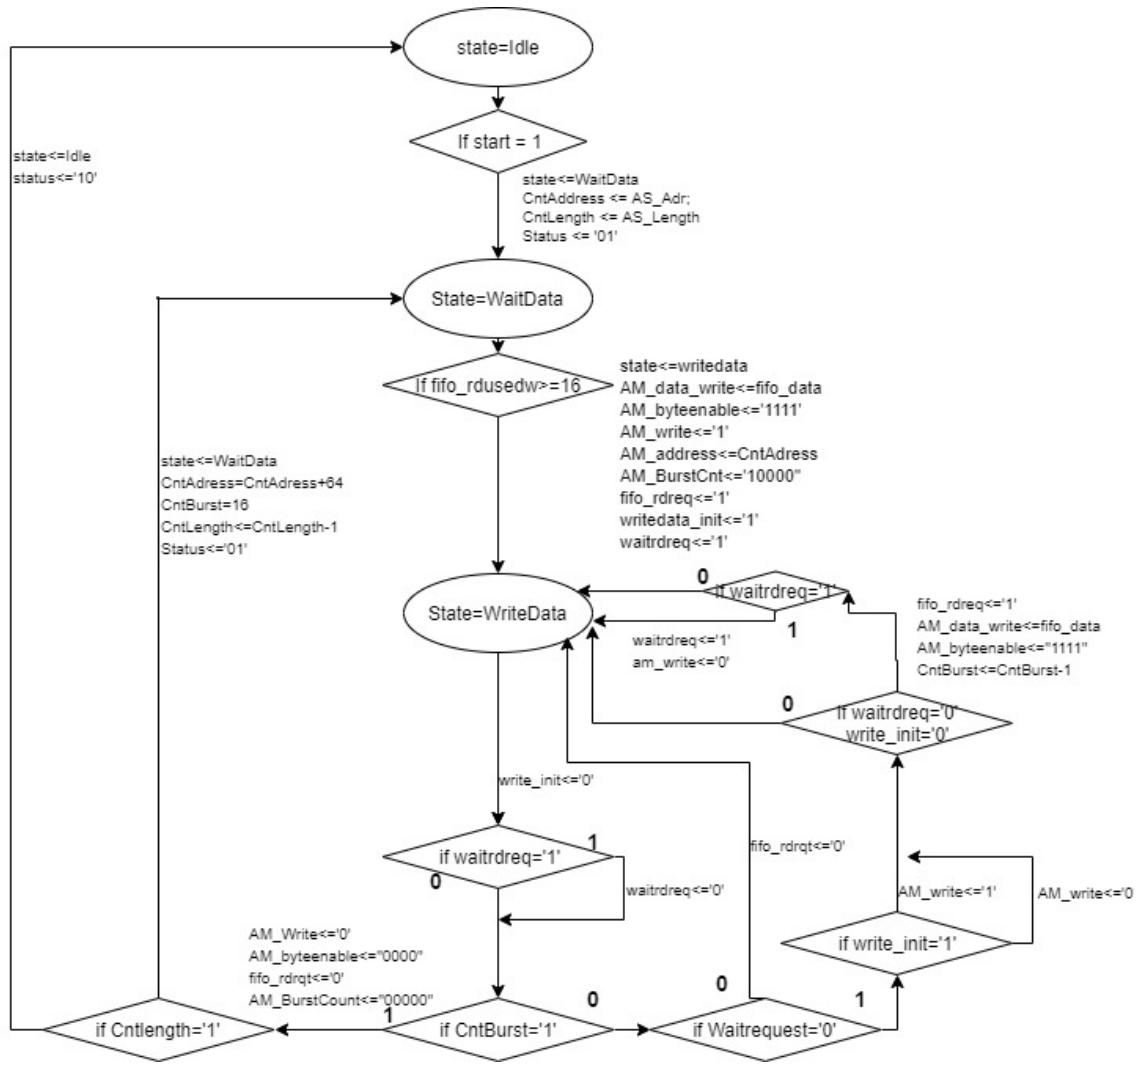 state=Idle
If start = 1
state<=Idle
status<='10'
state<=WaitData
CntAddress <= AS_Adr;
CntLength <= AS_Length
Status <= '01'
State=WaitData
If fifo_rdusedw>=16
state<=writedata
AM_data_write<=fifo_data
AM_byteenable<='1111'
AM_write<='1'
AM_address<=CntAdress
AM_BurstCnt<='10000"
fifo_rdreq<='1'
writedata_init<='1'
waitrdreq<='1'
state<=WaitData
CntAdress=CntAdress+64
CntBurst=16
CntLength<=CntLength-1
Status<='01'
State=WriteData
0
if waitrdreq='1'
1
waitrdreq<='1'
am_write<='0'
fifo_rdreq<='1'
AM_data_write<=fifo_data
AM_byteenable<="1111"
CntBurst<=CntBurst-1
0
If waitrdreq='0'
write_init='0'
write_init<='0'
if waitrdreq='1'
1
0
waitrdreq<='0'
fifo_rdrqt<='0'
AM_write<='1'
AM_write<='0
if write_init='1'
AM_Write<='0'
AM_byteenable<="0000"
fifo_rdrqt<='0'
AM_BurstCount<="00000"
1
0
0
1
if Cntlength='1'
if CntBurst='1'
if Waitrequest='0'